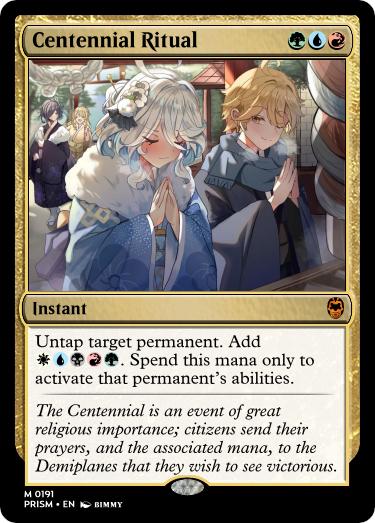 Centennial Ritual
Instant
Untap target permanent. Add
. Spend this mana only to
activate that permanent's abilities.
The Centennial is an event of great
religious importance; citizens send their
prayers, and the associated mana, to the
Demiplanes that they wish to see victorious.
M 0191
PRISM • EN BIMMY